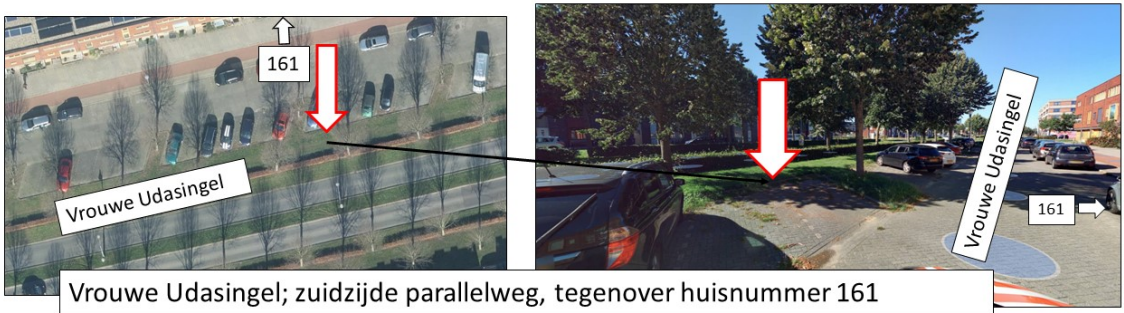 161
Vrouwe Udasingel
Vrouwe Udasingel
161
Vrouwe Udasingel; zuidzijde parallelweg, tegenover huisnummer 161